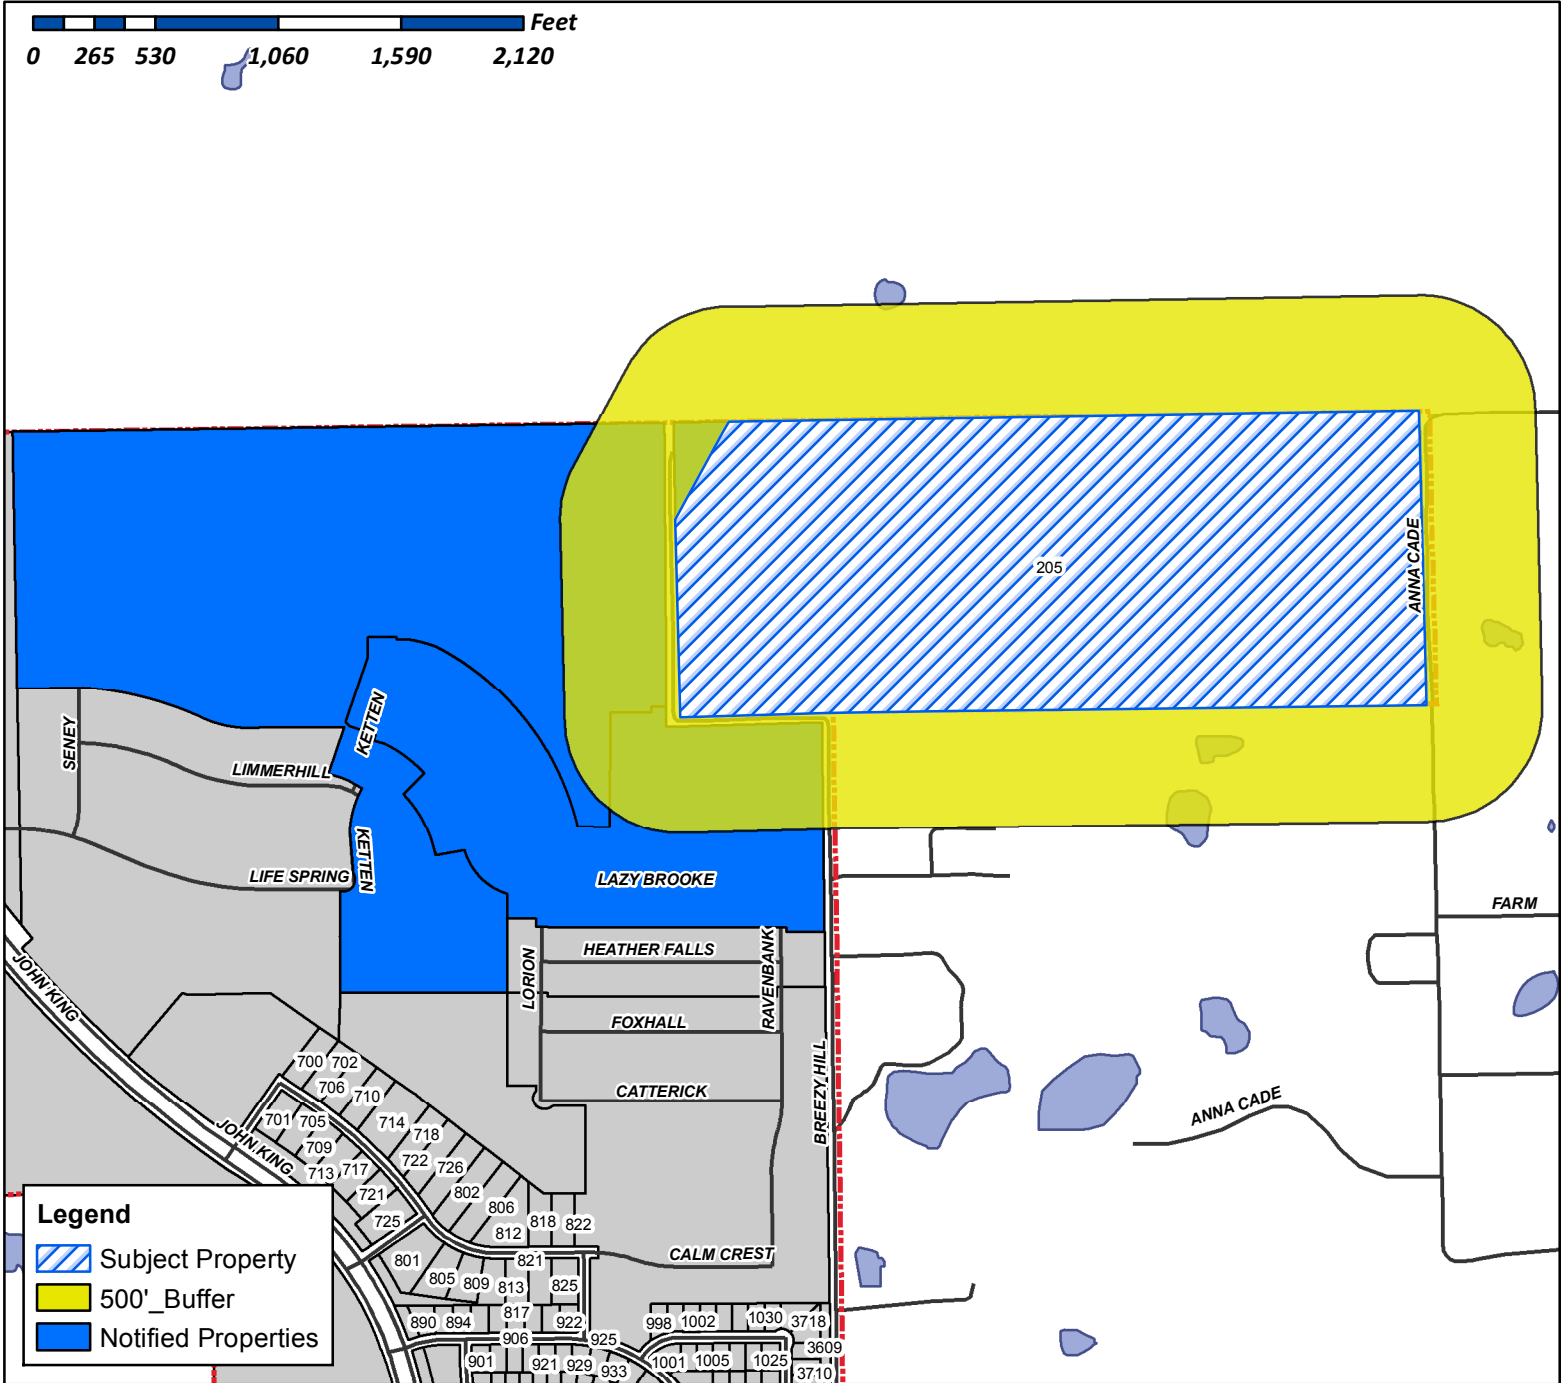 Feet
0 265 530 1,060 1,590 2,120
205
ANNA CADE
SENEY
KETTEN
LIMMERHILL
KETTEN
LIFE SPRING
LAZY BROOKE
FARM
JOHN KING
LORION
HEATHER FALLS
RAVENBANK
FOXHALL
CATTERICK
BREEZY HILL
ANNA CADE
700 702
706
710
701 705
714
718
JOHN KING
709
713 717
722
726
721
802
725
806
812
818 822
CALM CREST
801
821
805 809 813
825
817
890 894
922
906
925
998 1002
1030 3718
3609
901
921 929
933
1001 1005
1025
3710
Legend
Subject Property
500'_Buffer
Notified Properties